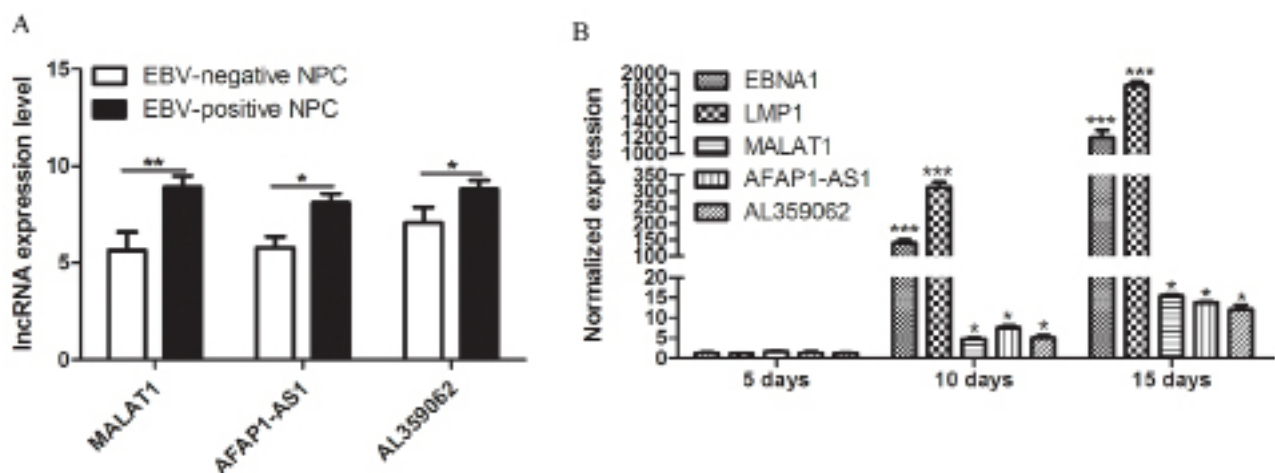 A
lncRNA expression level
15
10
5
0
EBV-negative NPC
EBV-positive NPC
**
*
*
MALAT1
AFAP1-AS1
AL359062
B
Normalized expression
2000
1800
1600
1400
1200
1000
350
300
250
200
150
100
20
15
10
5
0
EBNA1
LMP1
MALAT1
AFAP1-AS1
AL359062
***
***
*
*
*
***
***
*
*
*
5 days
10 days
15 days